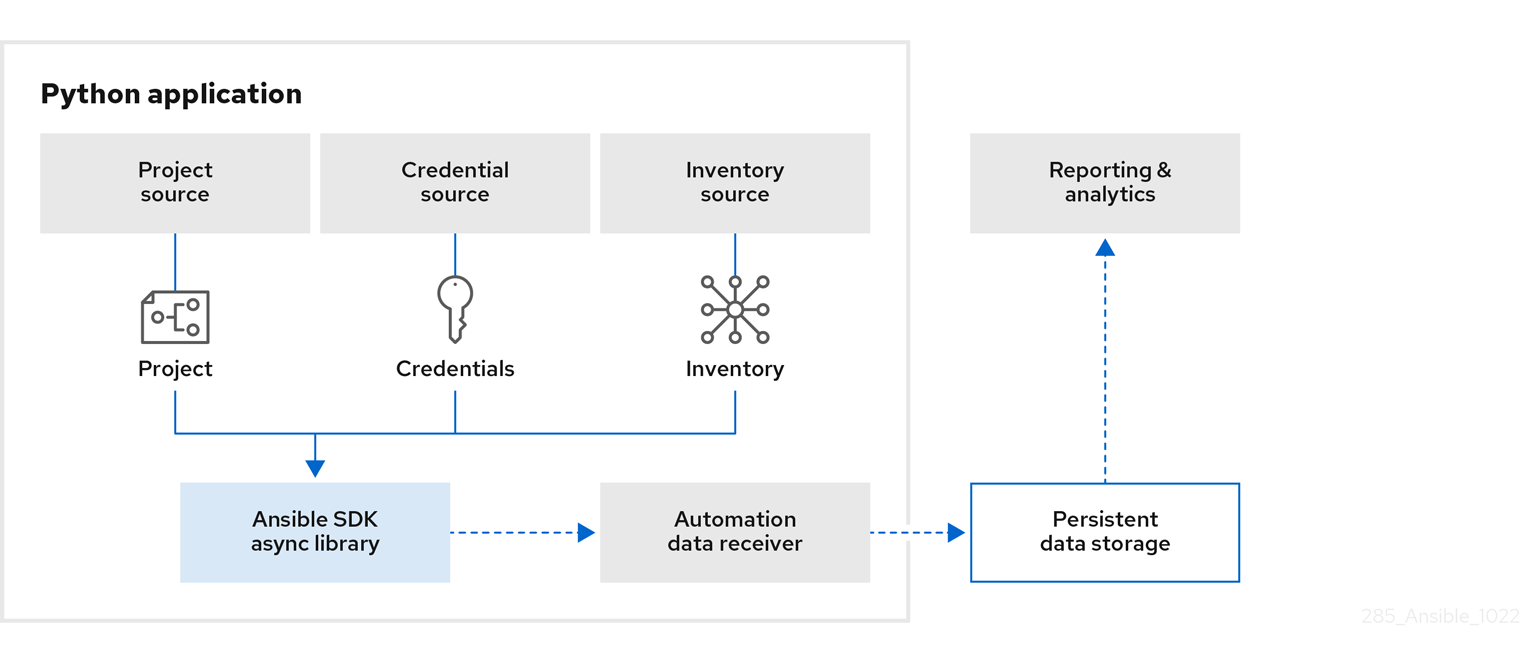 Python application
Project
source
Credential
source
Inventory
source
Reporting &
analytics
Project
Credentials
Inventory
Ansible SDK
async library
Automation
data receiver
Persistent
data storage
285_Ansible_1022